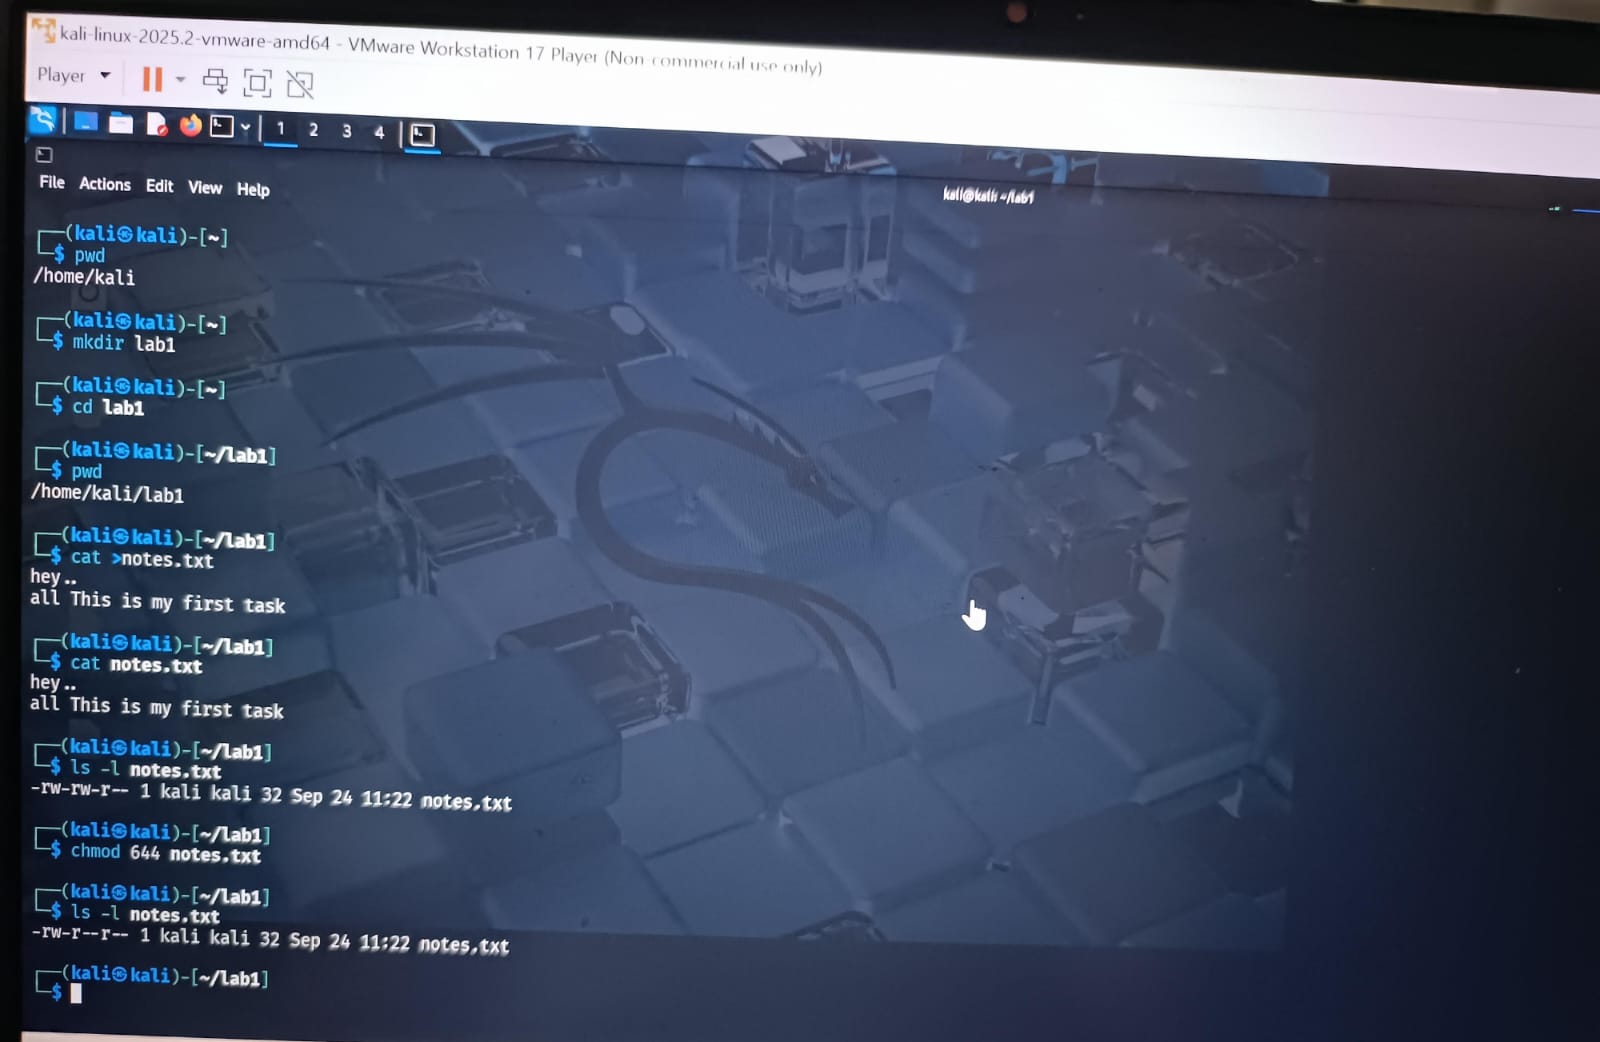 kali-linux-2025.2-vmware-amd64 - VMware Workstation 17 Player (Non-commercial use only)
Player
1 2 3 4
File Actions Edit View Help
kali@kali: ~/lab1
┌──(kali㉿kali)-[~]
└─$ pwd
/home/kali
┌──(kali㉿kali)-[~]
└─$ mkdir lab1
┌──(kali㉿kali)-[~]
└─$ cd lab1
┌──(kali㉿kali)-[~/lab1]
└─$ pwd
/home/kali/lab1
┌──(kali㉿kali)-[~/lab1]
└─$ cat >notes.txt
hey..
all This is my first task
┌──(kali㉿kali)-[~/lab1]
└─$ cat notes.txt
hey..
all This is my first task
┌──(kali㉿kali)-[~/lab1]
└─$ ls -l notes.txt
-rw-rw-r-- 1 kali kali 32 Sep 24 11:22 notes.txt
┌──(kali㉿kali)-[~/lab1]
└─$ chmod 644 notes.txt
┌──(kali㉿kali)-[~/lab1]
└─$ ls -l notes.txt
-rw-r--r-- 1 kali kali 32 Sep 24 11:22 notes.txt
┌──(kali㉿kali)-[~/lab1]
└─$